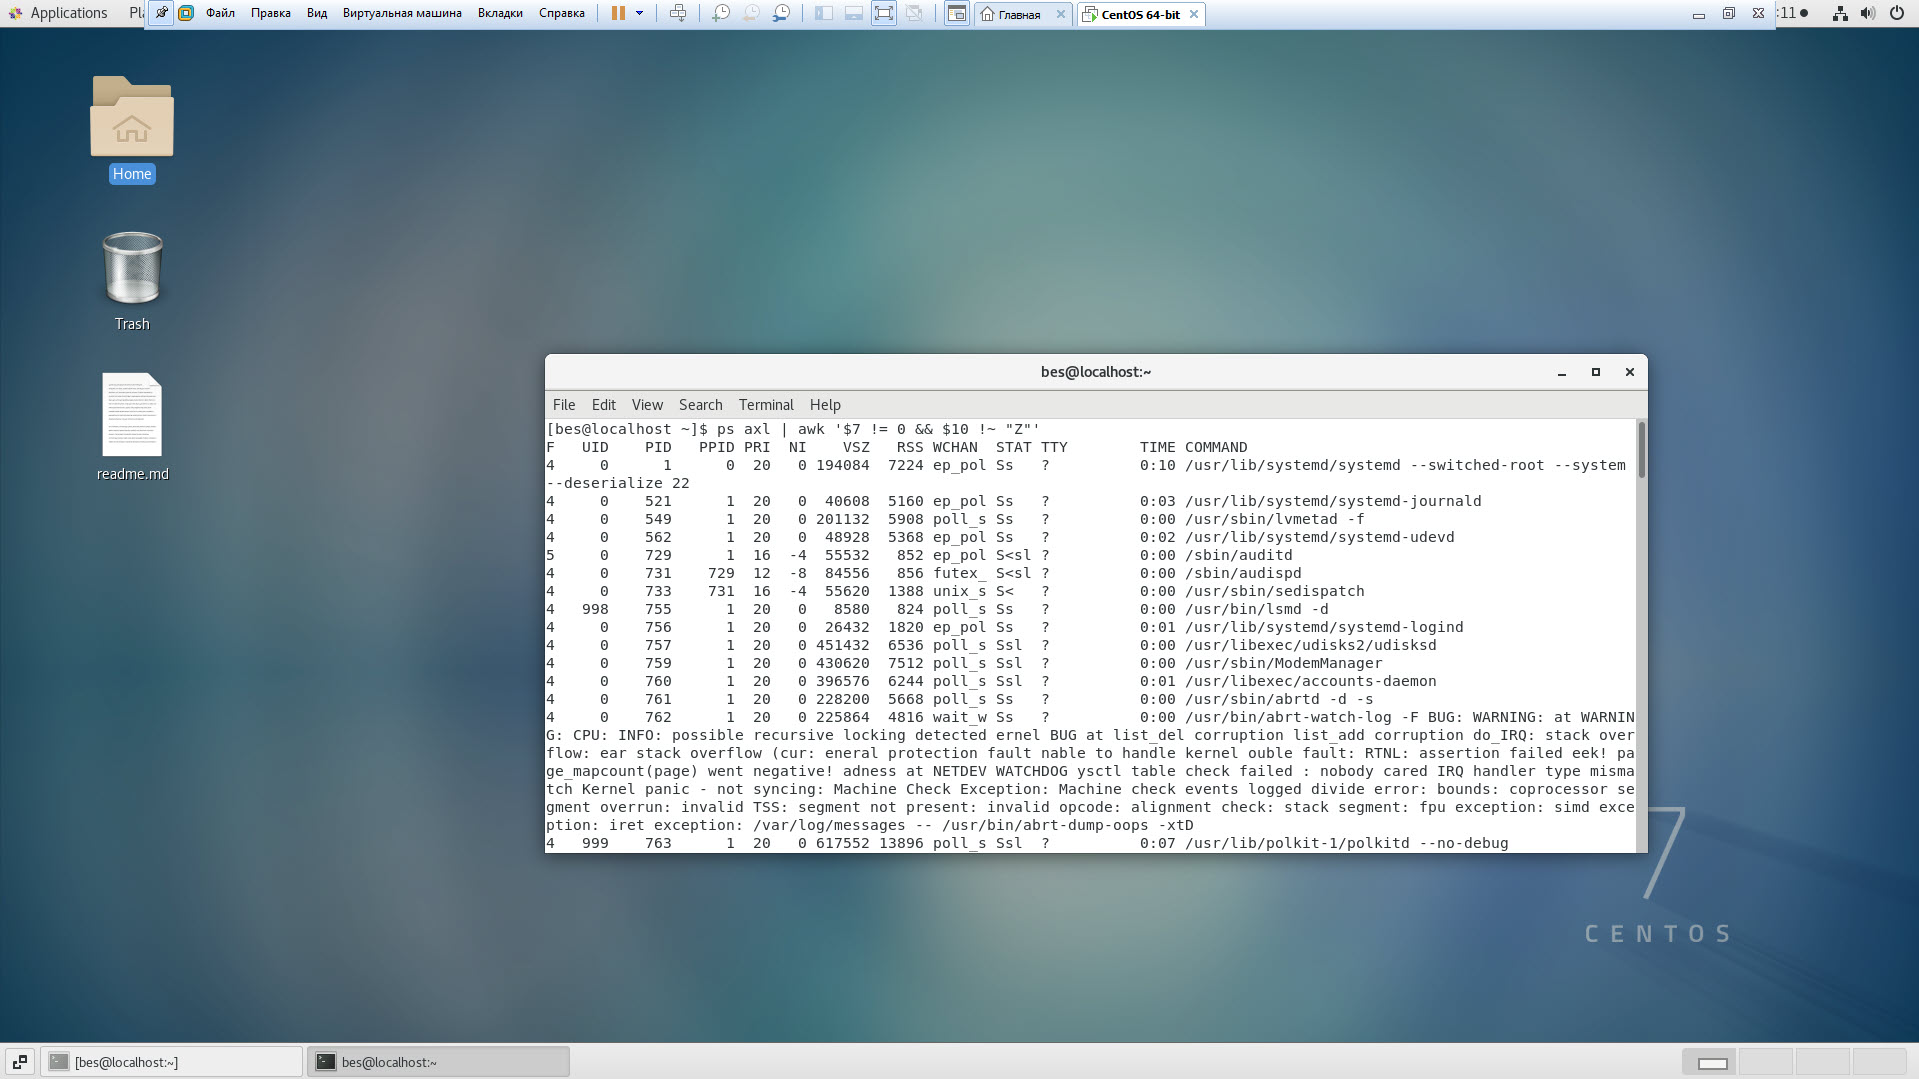 Applications
Pl
Файл
Правка
Вид
Виртуальная машина
Вкладки
Справка
Главная
CentOS 64-bit
:11
Home
Trash
readme.md
bes@localhost:~
File Edit View Search Terminal Help
[bes@localhost ~]$ ps axl | awk '$7 != 0 && $10 !~ "Z"'
F   UID    PID   PPID PRI  NI    VSZ   RSS WCHAN  STAT TTY        TIME COMMAND
4     0      1      0  20   0 194084  7224 ep_pol Ss   ?          0:10 /usr/lib/systemd/systemd --switched-root --system
--deserialize 22
4     0    521      1  20   0  40608  5160 ep_pol Ss   ?          0:03 /usr/lib/systemd/systemd-journald
4     0    549      1  20   0 201132  5908 poll_s Ss   ?          0:00 /usr/sbin/lvmetad -f
4     0    562      1  20   0  48928  5368 ep_pol Ss   ?          0:02 /usr/lib/systemd/systemd-udevd
5     0    729      1  16  -4  55532   852 ep_pol S<sl ?          0:00 /sbin/auditd
4     0    731    729  12  -8  84556   856 futex_ S<sl ?          0:00 /sbin/audispd
4     0    733    731  16  -4  55620  1388 unix_s S<   ?          0:00 /usr/sbin/sedispatch
4   998    755      1  20   0   8580   824 poll_s Ss   ?          0:00 /usr/bin/lsmd -d
4     0    756      1  20   0  26432  1820 ep_pol Ss   ?          0:01 /usr/lib/systemd/systemd-logind
4     0    757      1  20   0 451432  6536 poll_s Ssl  ?          0:00 /usr/libexec/udisks2/udisksd
4     0    759      1  20   0 430620  7512 poll_s Ssl  ?          0:00 /usr/sbin/ModemManager
4     0    760      1  20   0 396576  6244 poll_s Ssl  ?          0:01 /usr/libexec/accounts-daemon
4     0    761      1  20   0 228200  5668 poll_s Ss   ?          0:00 /usr/sbin/abrtd -d -s
4     0    762      1  20   0 225864  4816 wait_w Ss   ?          0:00 /usr/bin/abrt-watch-log -F BUG: WARNING: at WARNIN
G: CPU: INFO: possible recursive locking detected ernel BUG at list_del corruption list_add corruption do_IRQ: stack over
flow: ear stack overflow (cur: eneral protection fault nable to handle kernel ouble fault: RTNL: assertion failed eek! pa
ge_mapcount(page) went negative! adness at NETDEV WATCHDOG ysctl table check failed : nobody cared IRQ handler type misma
tch Kernel panic - not syncing: Machine Check Exception: Machine check events logged divide error: bounds: coprocessor se
gment overrun: invalid TSS: segment not present: invalid opcode: alignment check: stack segment: fpu exception: simd exce
ption: iret exception: /var/log/messages -- /usr/bin/abrt-dump-oops -xtD
4   999    763      1  20   0 617552 13896 poll_s Ssl  ?          0:07 /usr/lib/polkit-1/polkitd --no-debug
7
CENTOS
[bes@localhost:~]
bes@localhost:~